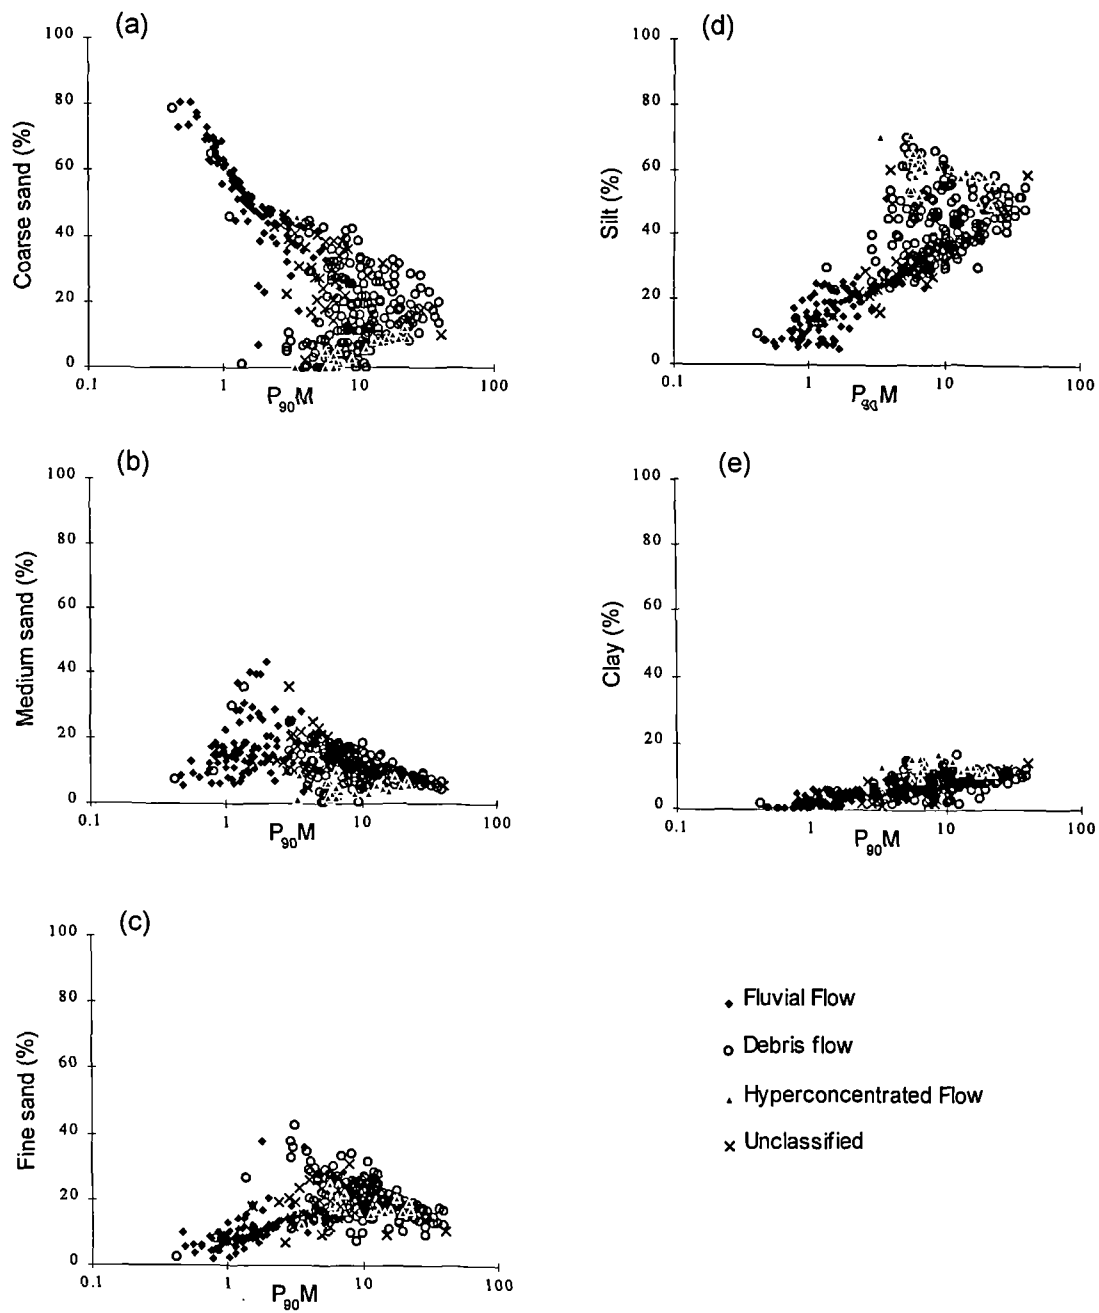 (a)
Coarse sand (%)
100
80
60
40
20
0
0.1
1
10
100
P90M
(b)
Medium sand (%)
100
80
60
40
20
0
0.1
1
10
100
P90M
(c)
Fine sand (%)
100
80
60
40
20
0
0.1
1
10
100
P90M
(d)
Silt (%)
100
80
60
40
20
0
0.1
1
10
100
P90M
(e)
Clay (%)
100
80
60
40
20
0
0.1
1
10
100
P90M
Fluvial Flow
Debris flow
Hyperconcentrated Flow
Unclassified